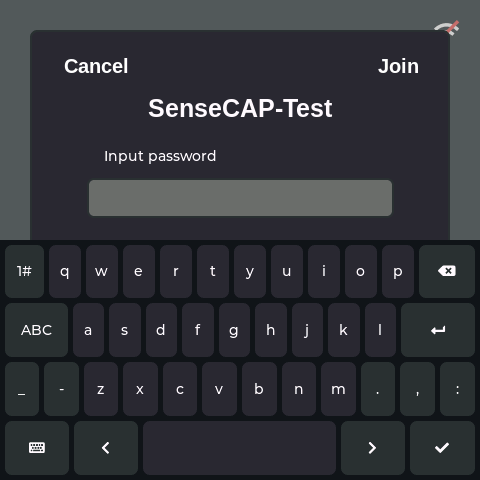 Cancel Join
SenseCAP-Test
Input password
1# q w e r t y u i o p
ABC a s d f g h j k l
_ - z x c v b n m . , :